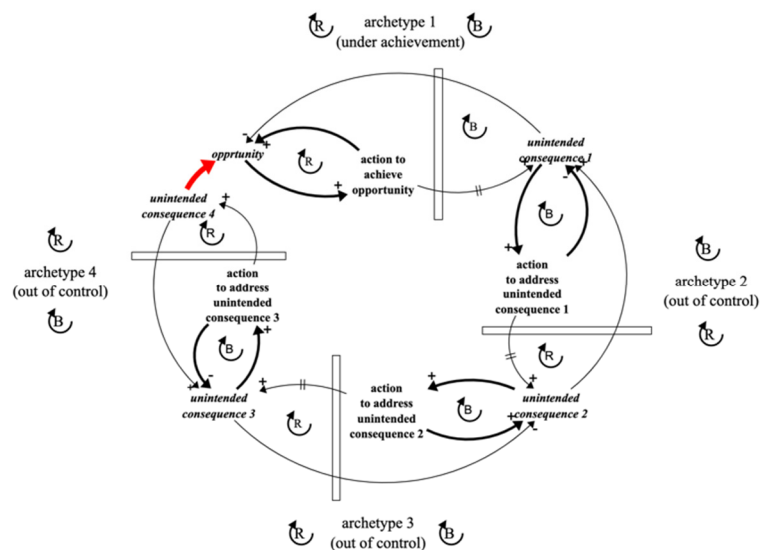 R
archetype 1
(under achievement)
B
B
-
+
opprtunity
R
action to
achieve
opportunity
+
unintended
consequence 1
+
-
B
unintended
consequence 4
+
R
R
archetype 4
(out of control)
B
action
to address
unintended
consequence 3
+
B
-
+
unintended
consequence 3
+
action
to address
unintended
consequence 1
B
archetype 2
(out of control)
R
R
+
action
to address
unintended
consequence 2
+
B
+
-
unintended
consequence 2
+
R
R
archetype 3
(out of control)
B